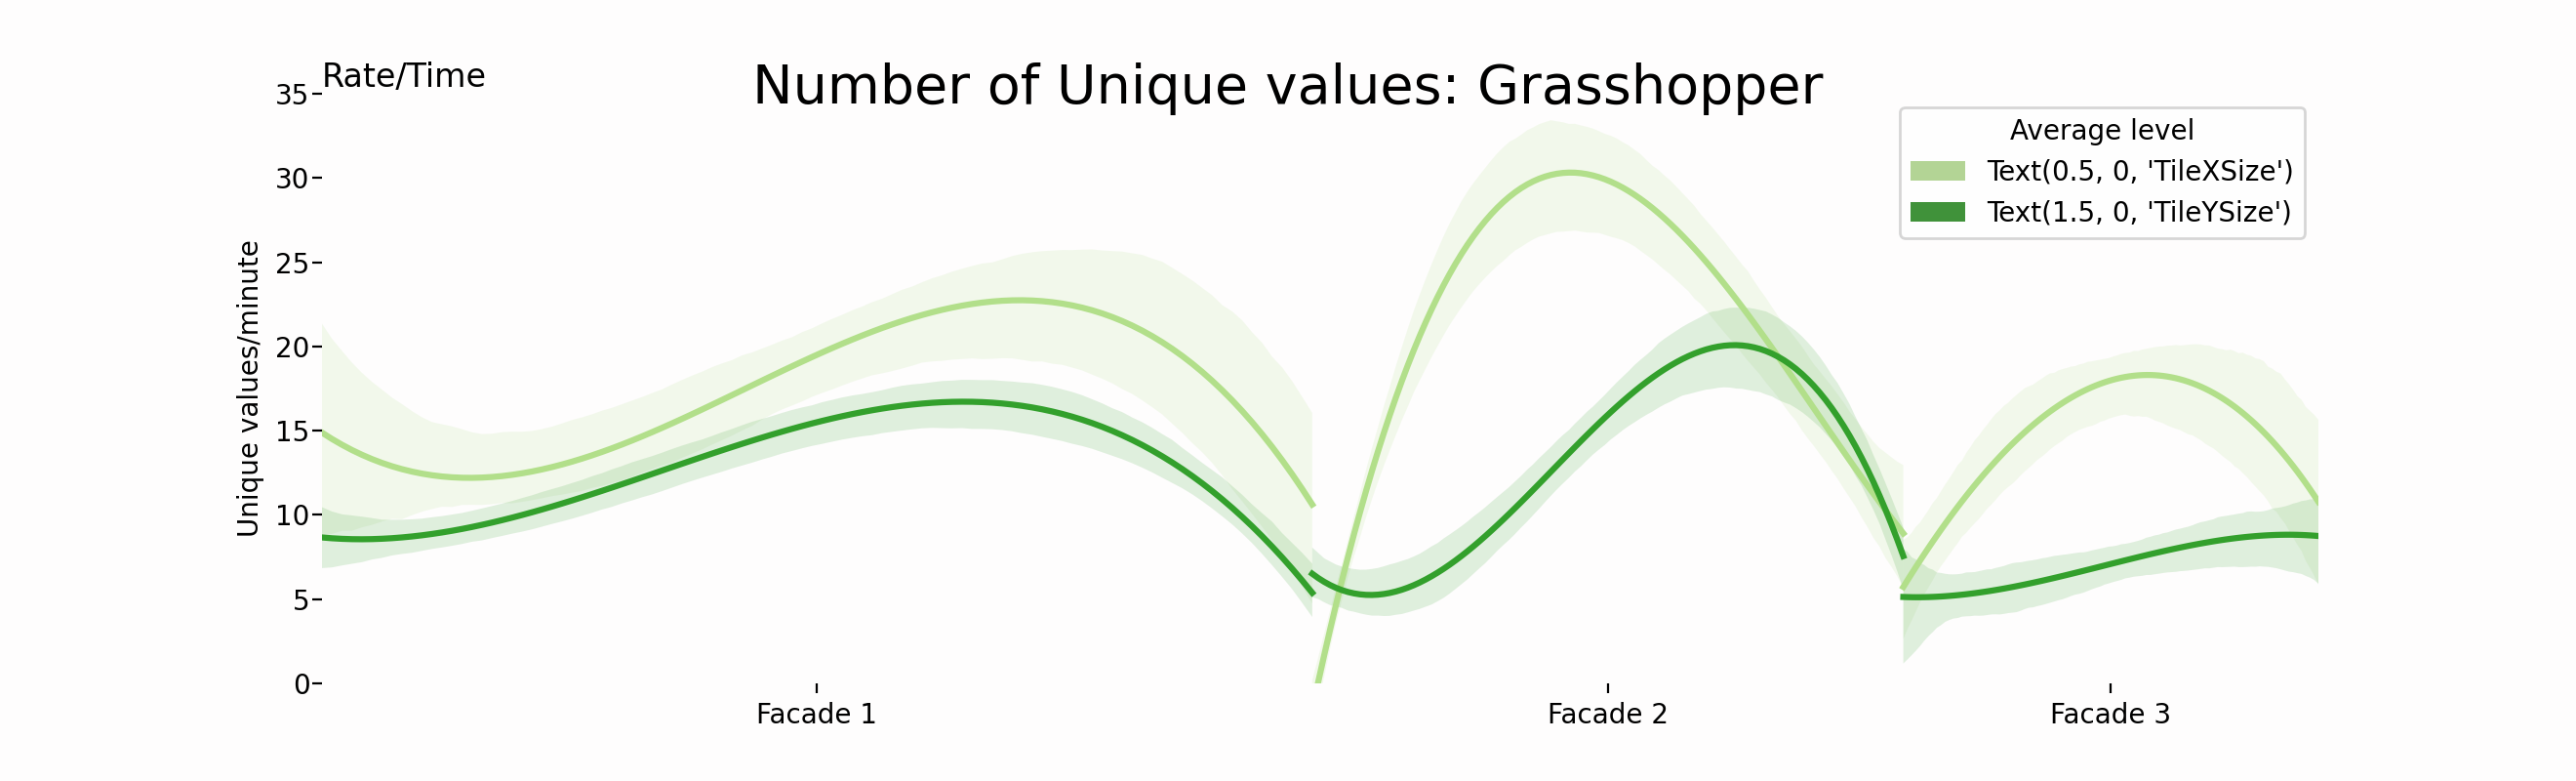 Rate/Time
Number of Unique values: Grasshopper
35
30
25
20
15
10
5
0
Unique values/minute
Average level
Text(0.5, 0, 'TileXSize')
Text(1.5, 0, 'TileYSize')
Facade 1
Facade 2
Facade 3